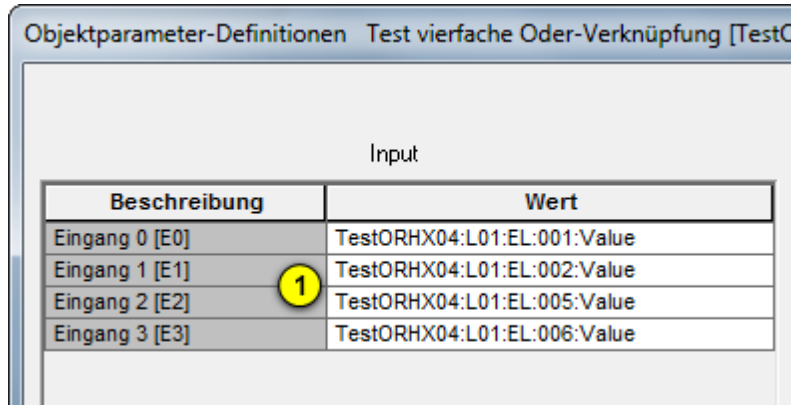 Objektparameter-Definitionen Test vierfache Oder-Verknüpfung [Test
Input
Beschreibung Wert
Eingang 0 [E0] TestORHX04:L01:EL:001:Value
Eingang 1 [E1] TestORHX04:L01:EL:002:Value
1
Eingang 2 [E2] TestORHX04:L01:EL:005:Value
Eingang 3 [E3] TestORHX04:L01:EL:006:Value